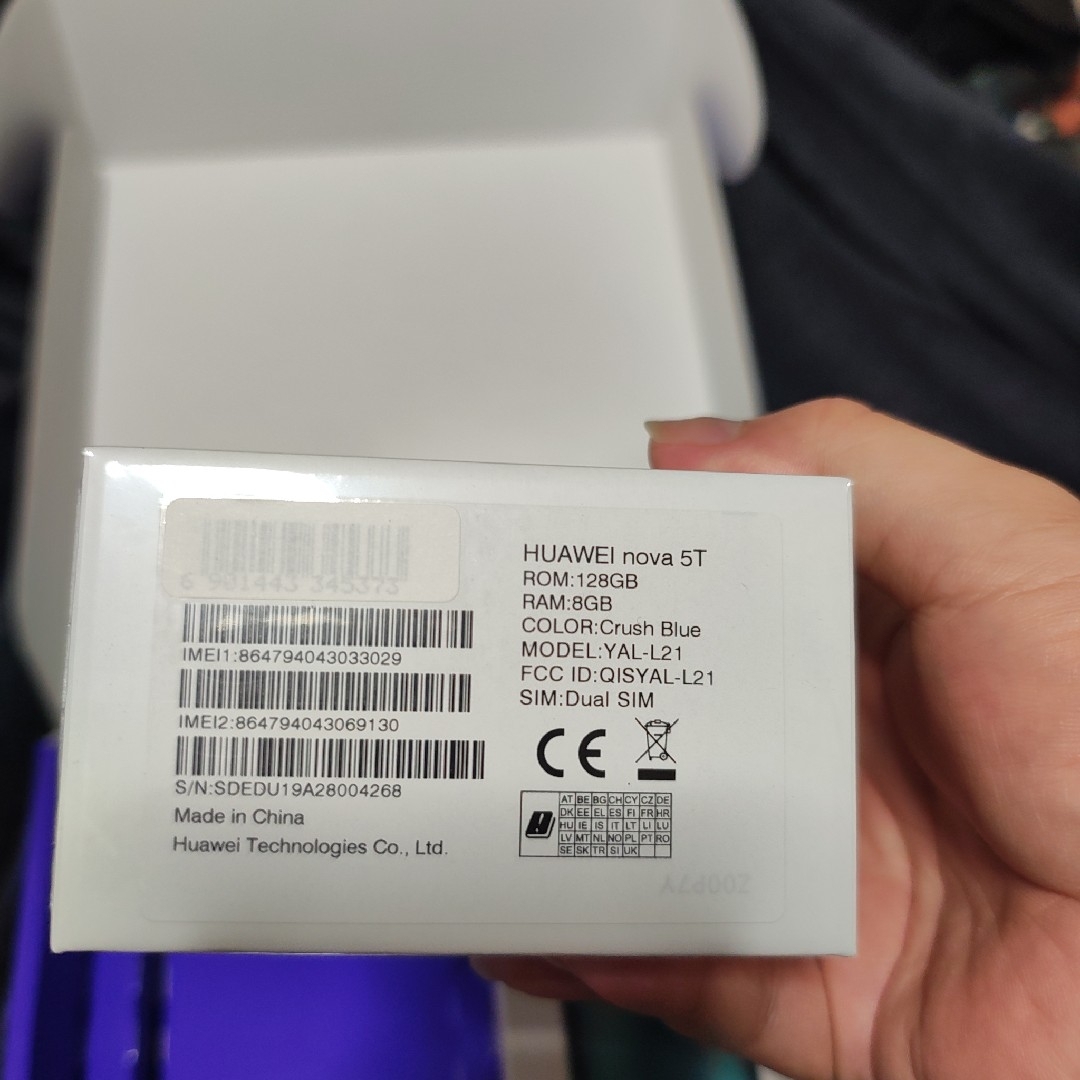 6 901443 345373
IMEI1:864794043033029
IMEI2:864794043069130
S/N:SDEDU19A28004268
Made in China
Huawei Technologies Co., Ltd.
HUAWEI nova 5T
ROM:128GB
RAM:8GB
COLOR:Crush Blue
MODEL:YAL-L21
FCC ID:QISYAL-L21
SIM:Dual SIM
CE
AT BE BG CH CY CZ DE
DK EE EL ES FI FR HR
HU IE IS IT LT LI LU
LV MT NL NO PL PT RO
SE SK TR SI UK